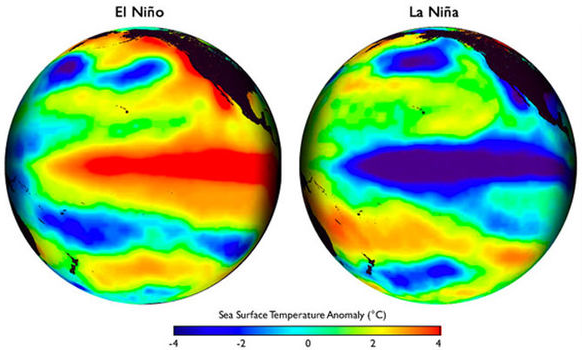 El Niño
La Niña
Sea Surface Temperature Anomaly (°C)
-4 -2 0 2 4